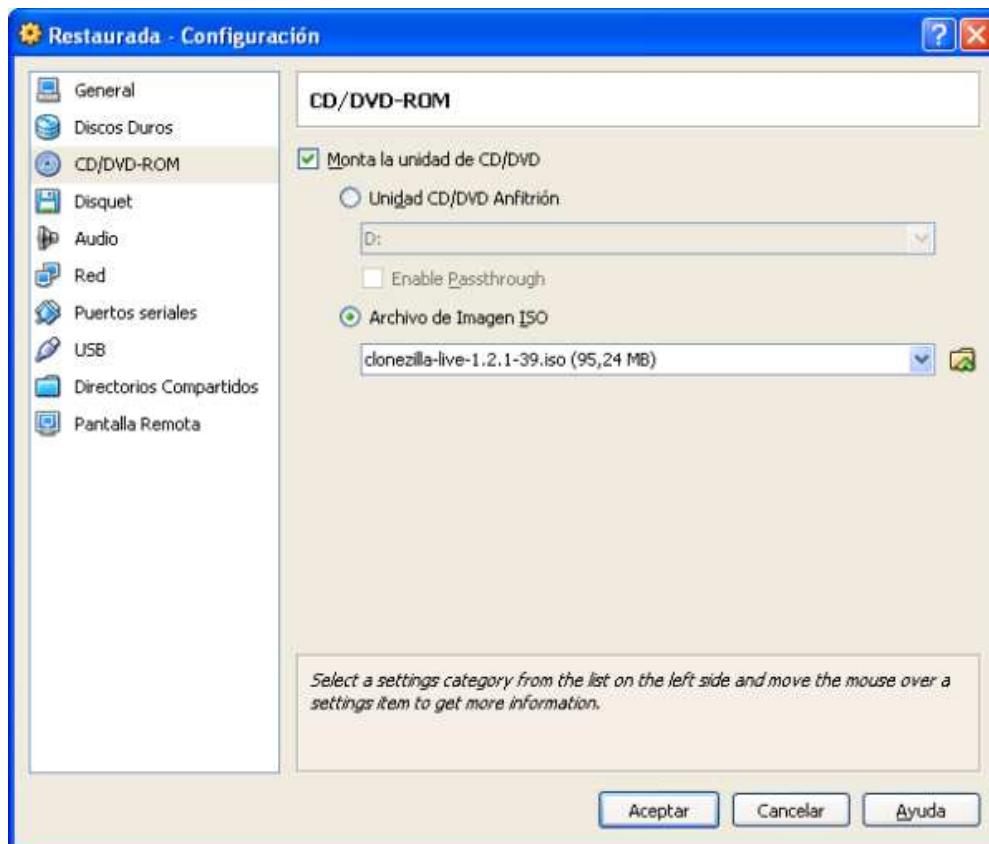 Restaurada - Configuración
General
Discos Duros
CD/DVD-ROM
Disquet
Audio
Red
Puertos seriales
USB
Directorios Compartidos
Pantalla Remota
CD/DVD-ROM
Monta la unidad de CD/DVD
Unidad CD/DVD Anfitrión
D:
Enable Passthrough
Archivo de Imagen ISO
clonezilla-live-1.2.1-39.iso (95,24 MB)
Select a settings category from the list on the left side and move the mouse over a
settings item to get more information.
Aceptar
Cancelar
Ayuda